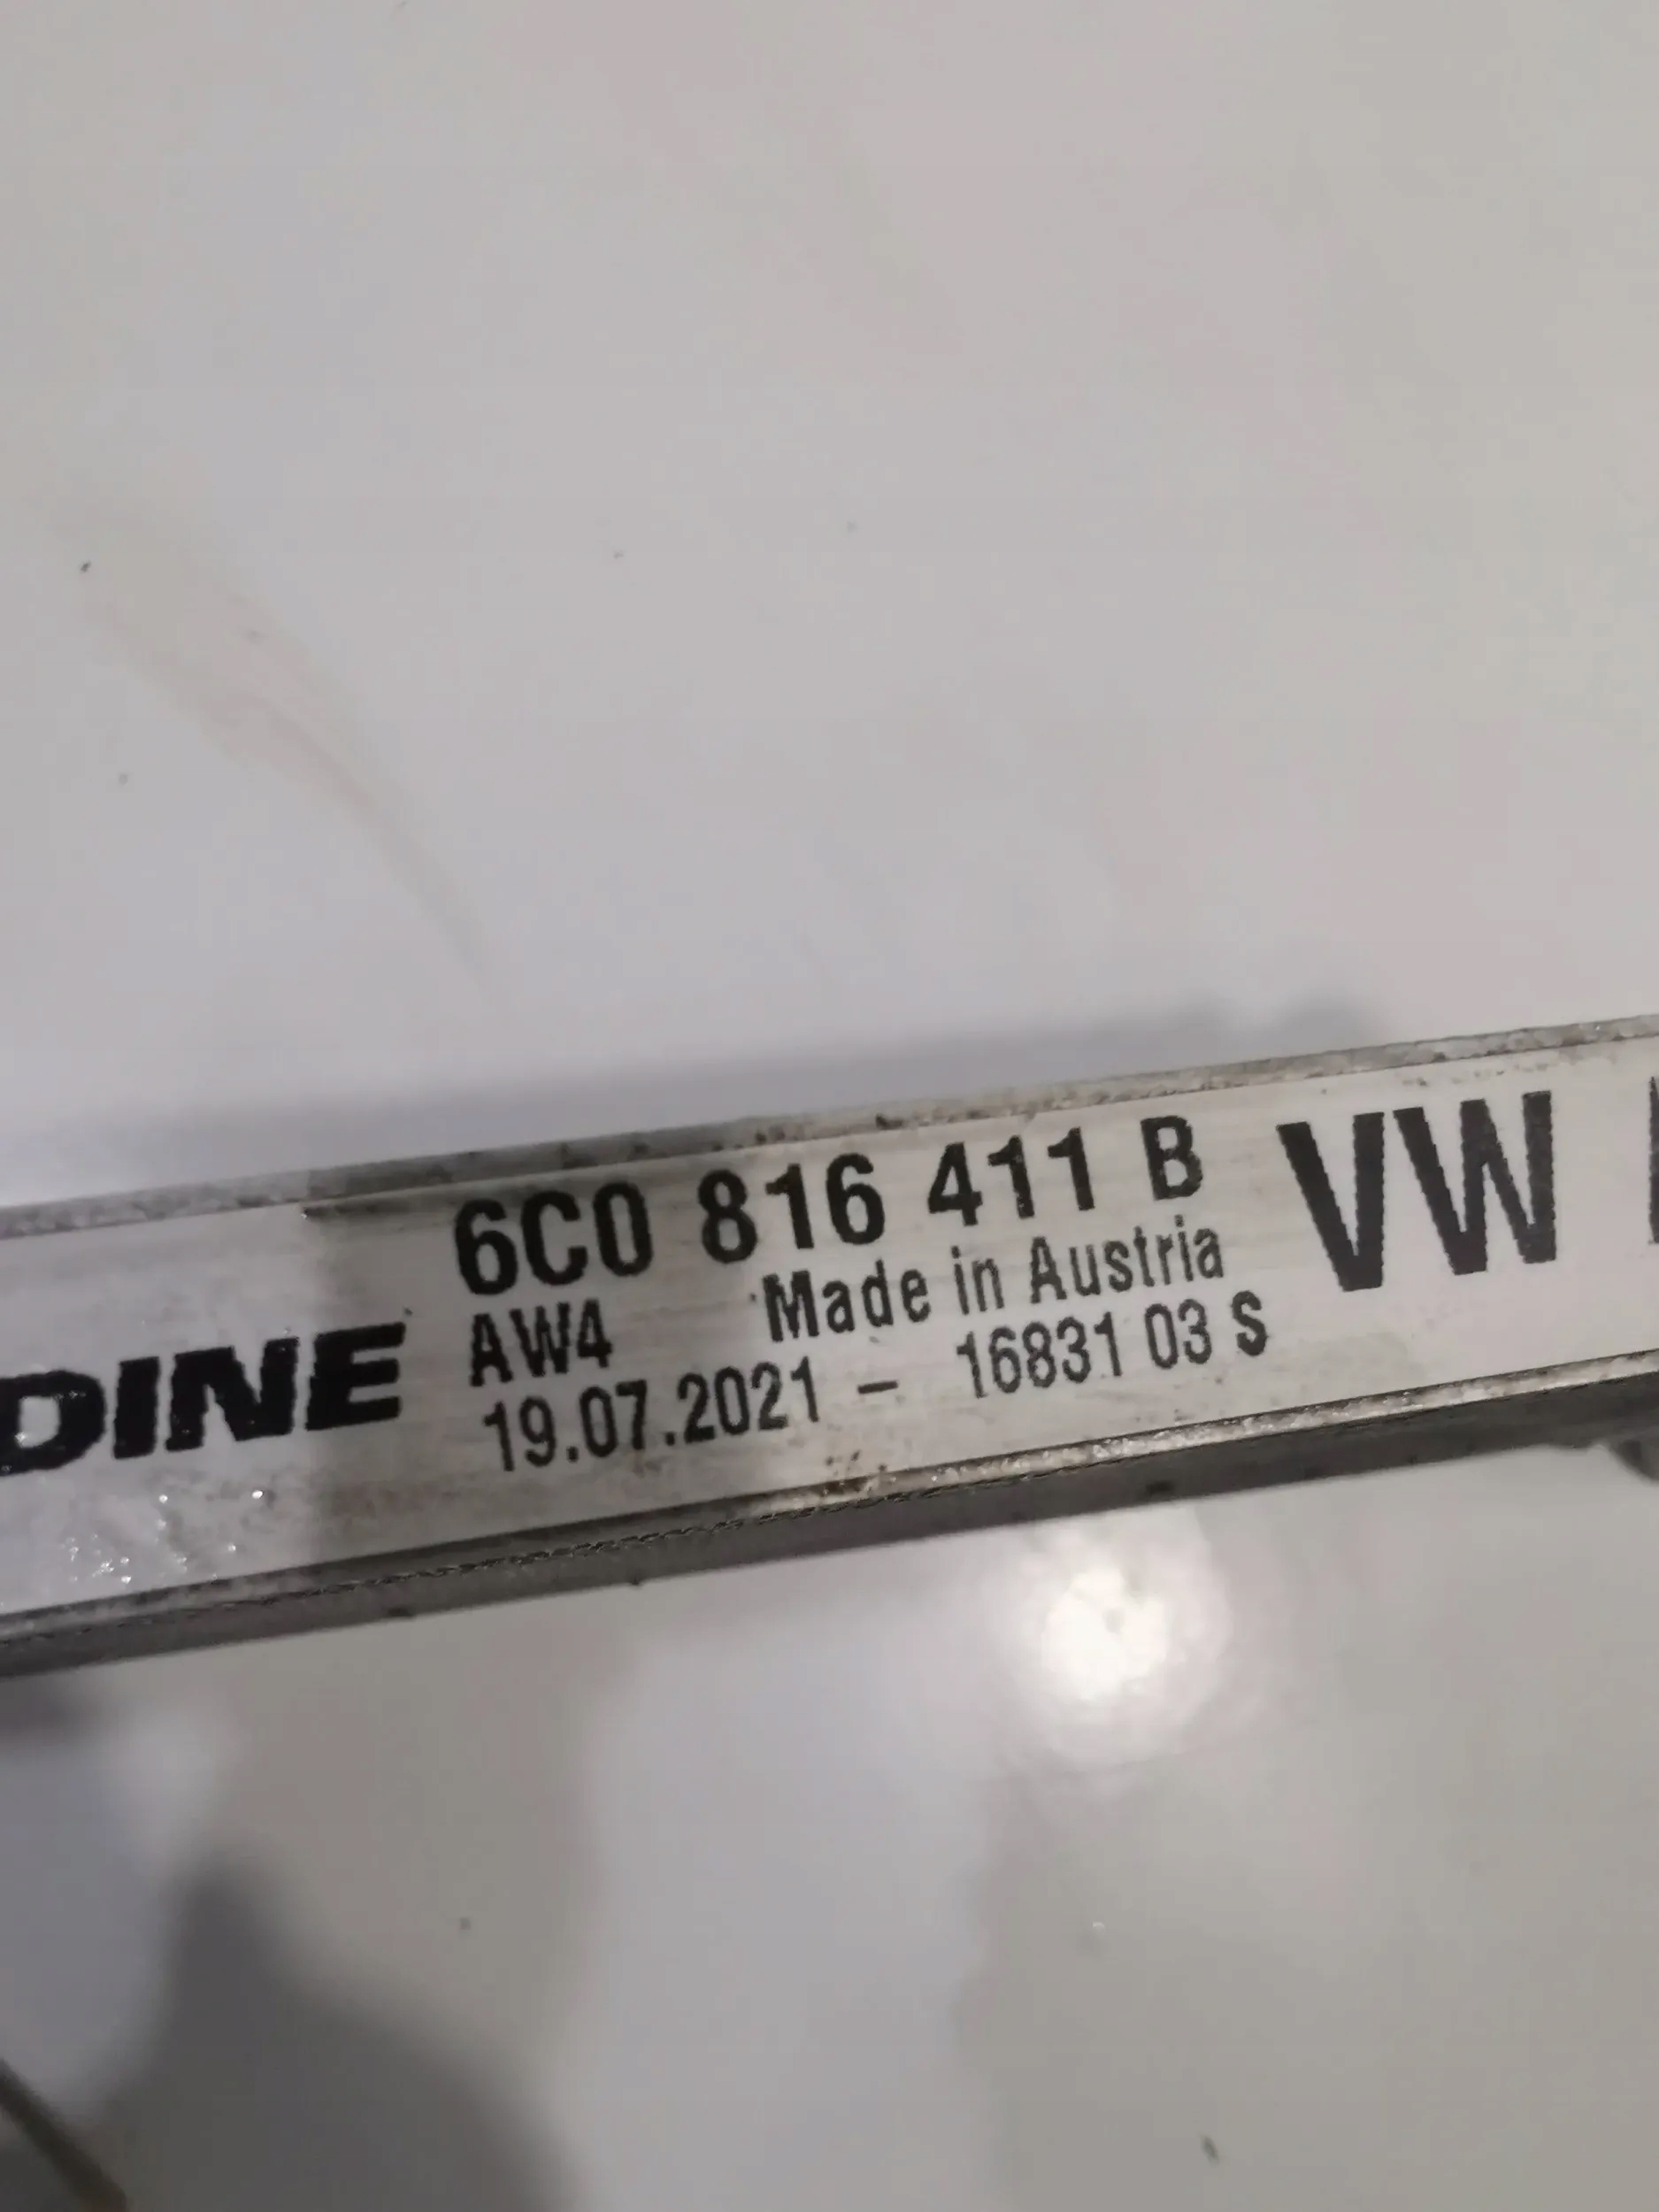 6C0 816 411 B
DINE AW4 Made in Austria VW
19.07.2021 - 16831 03 S